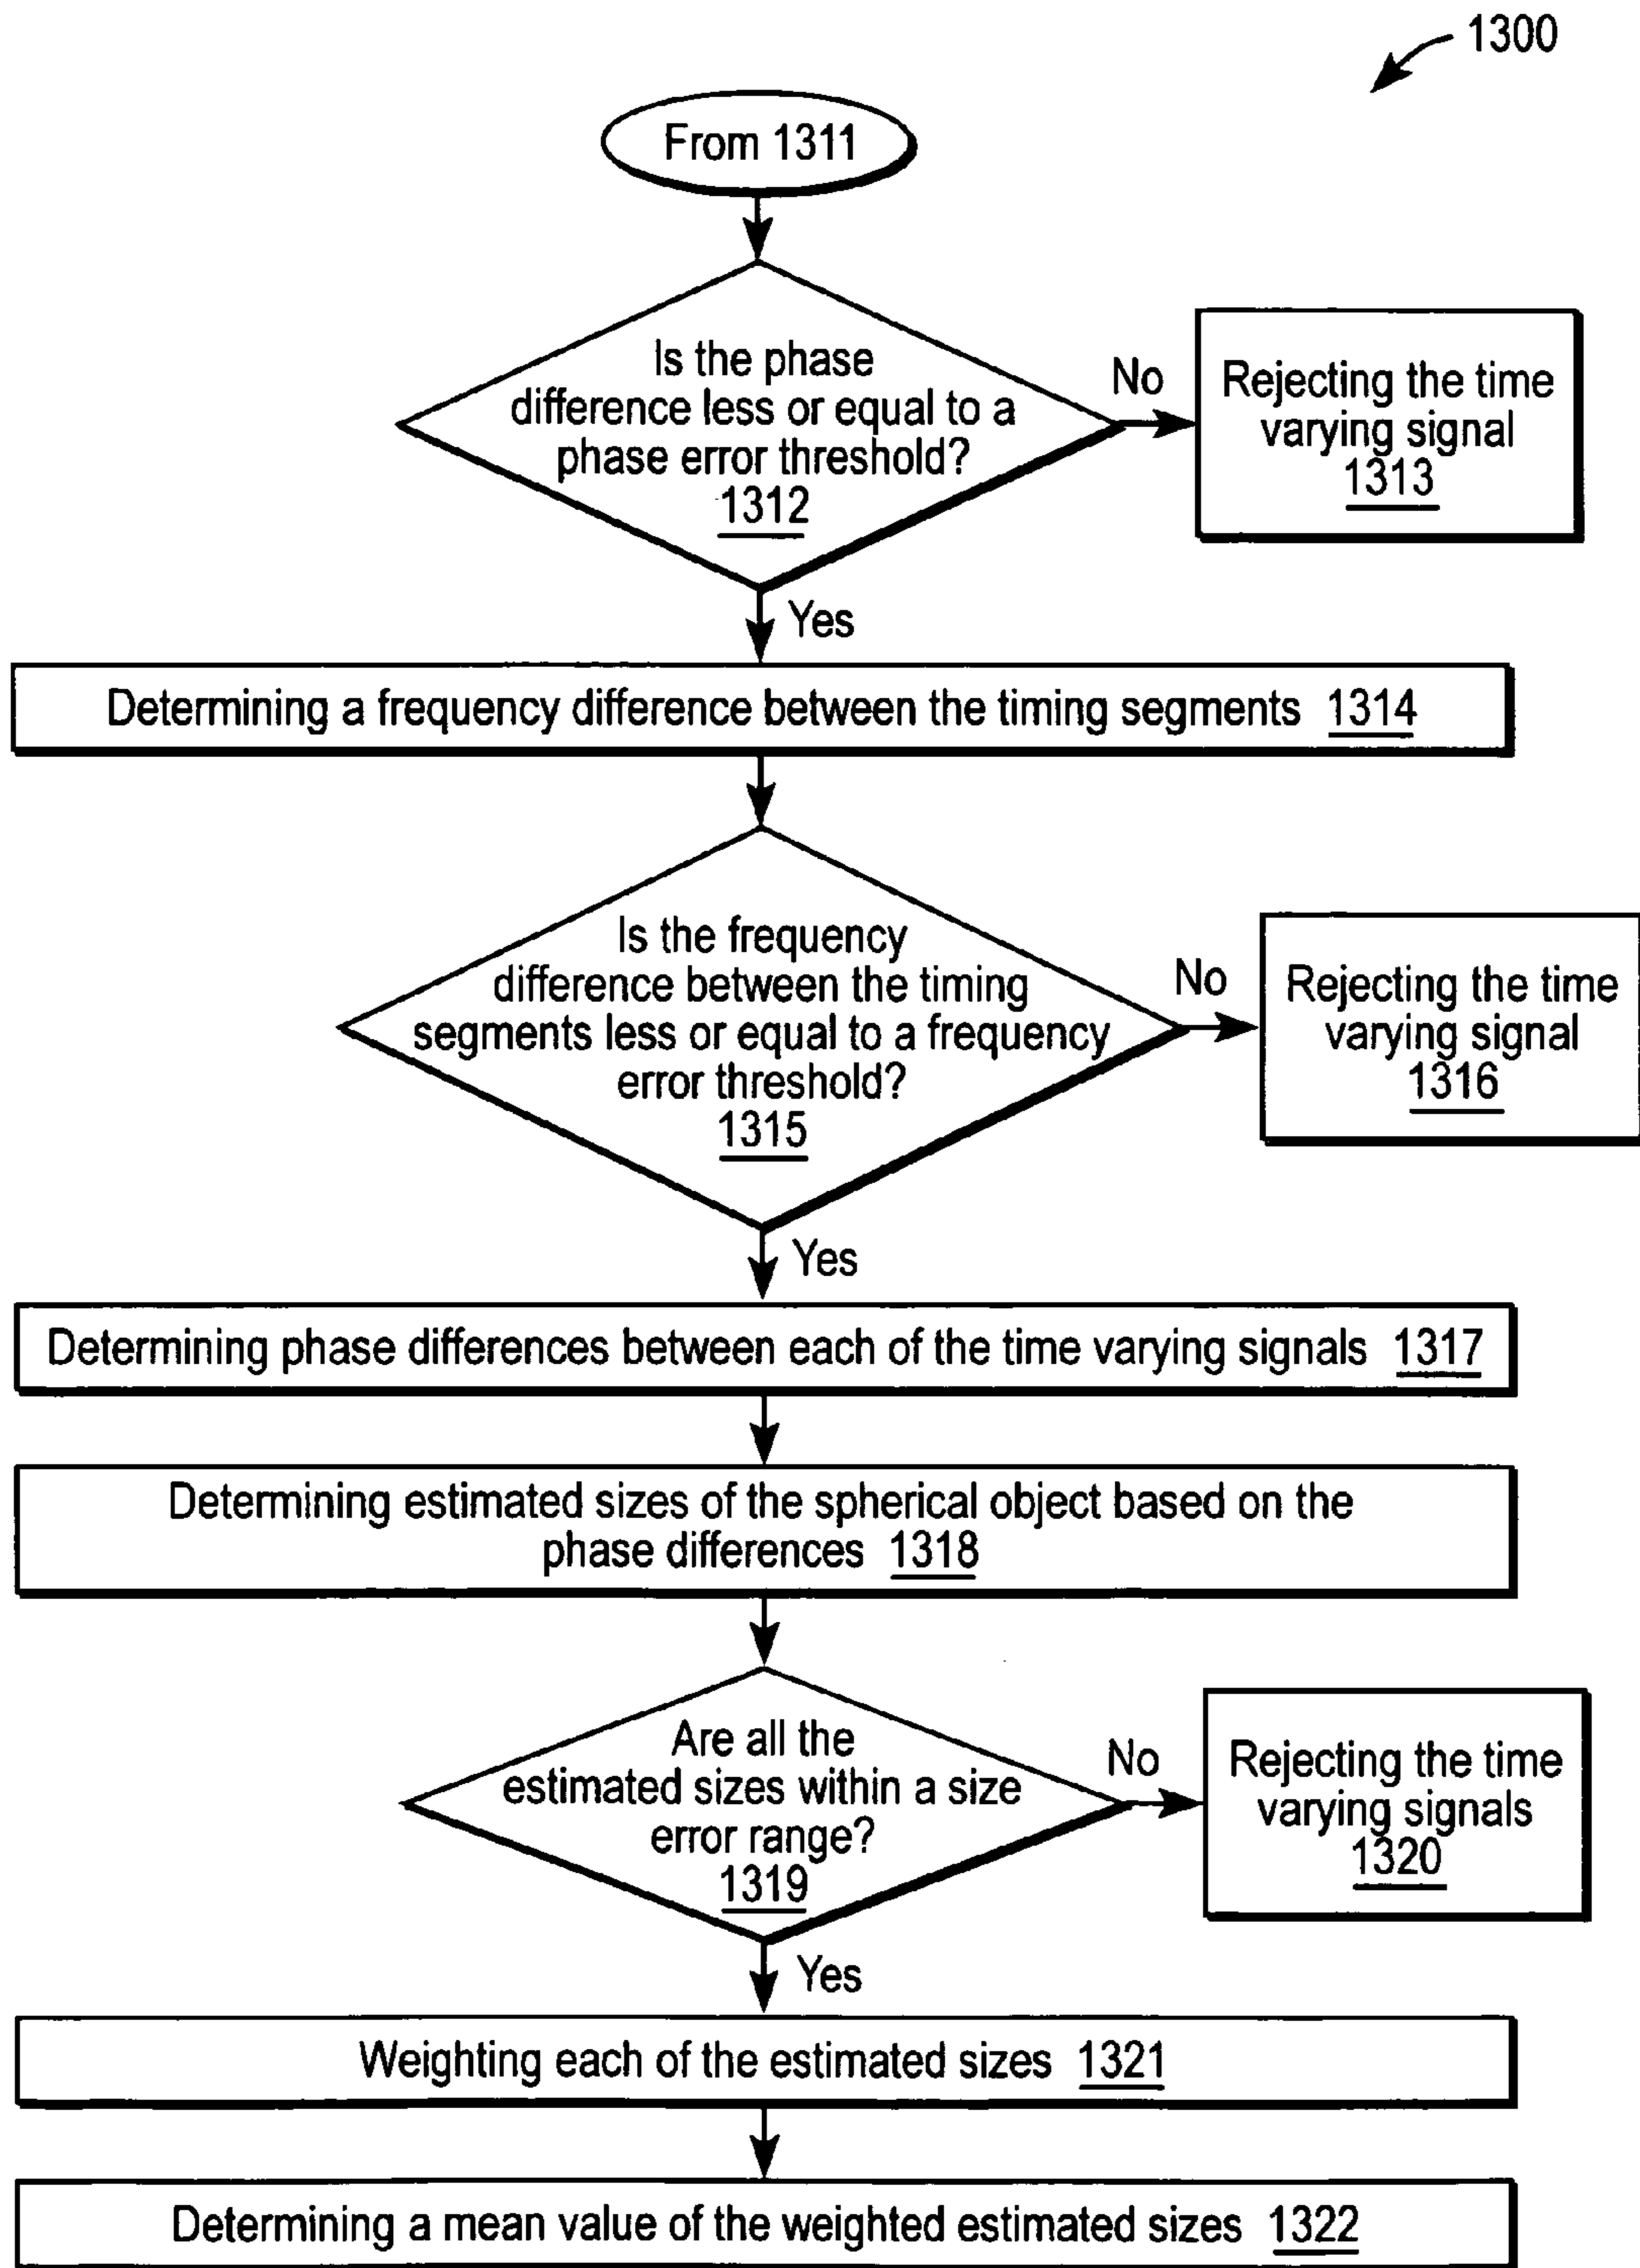 1300
From 1311
Is the phase
difference less or equal to a
phase error threshold?
1312
No
Rejecting the time
varying signal
1313
Yes
Determining a frequency difference between the timing segments 1314
Is the frequency
difference between the timing
segments less or equal to a frequency
error threshold?
1315
No
Rejecting the time
varying signal
1316
Yes
Determining phase differences between each of the time varying signals 1317
Determining estimated sizes of the spherical object based on the
phase differences 1318
Are all the
estimated sizes within a size
error range?
1319
No
Rejecting the time
varying signals
1320
Yes
Weighting each of the estimated sizes 1321
Determining a mean value of the weighted estimated sizes 1322